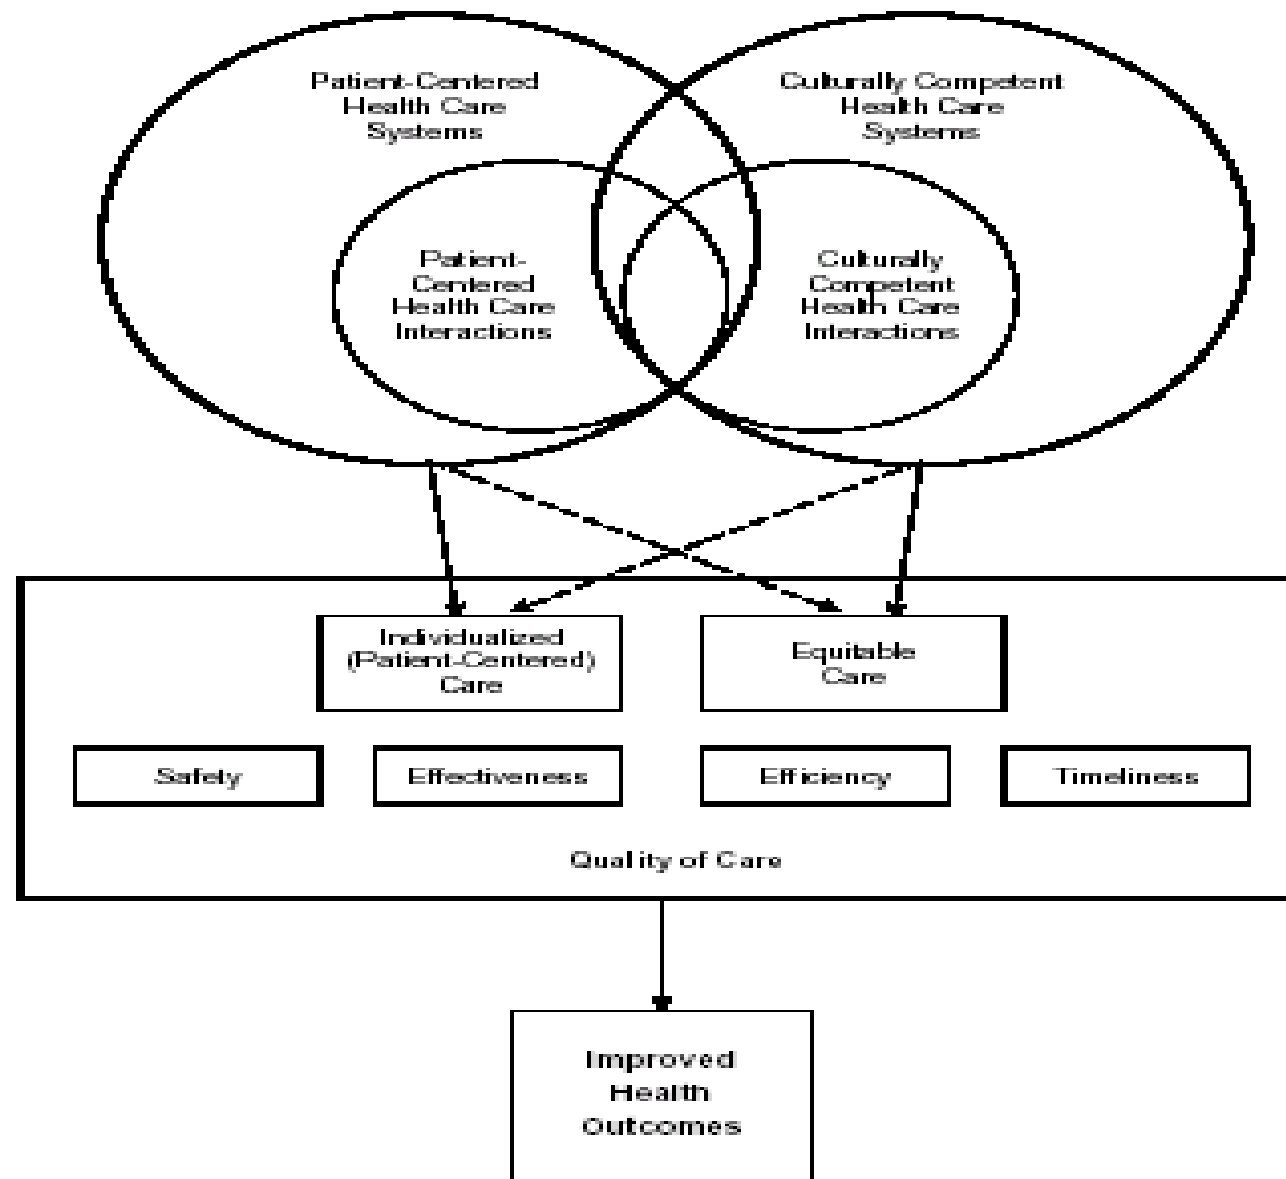 Patient-Centered
Health Care
Systems
Culturally Competent
Health Care
Systems
Patient-
Centered
Health Care
Interactions
Culturally
Competent
Health Care
Interactions
Individualized
(Patient-Centered)
Care
Equitable
Care
Safety
Effectiveness
Efficiency
Timeliness
Quality of Care
Improved
Health
Outcomes